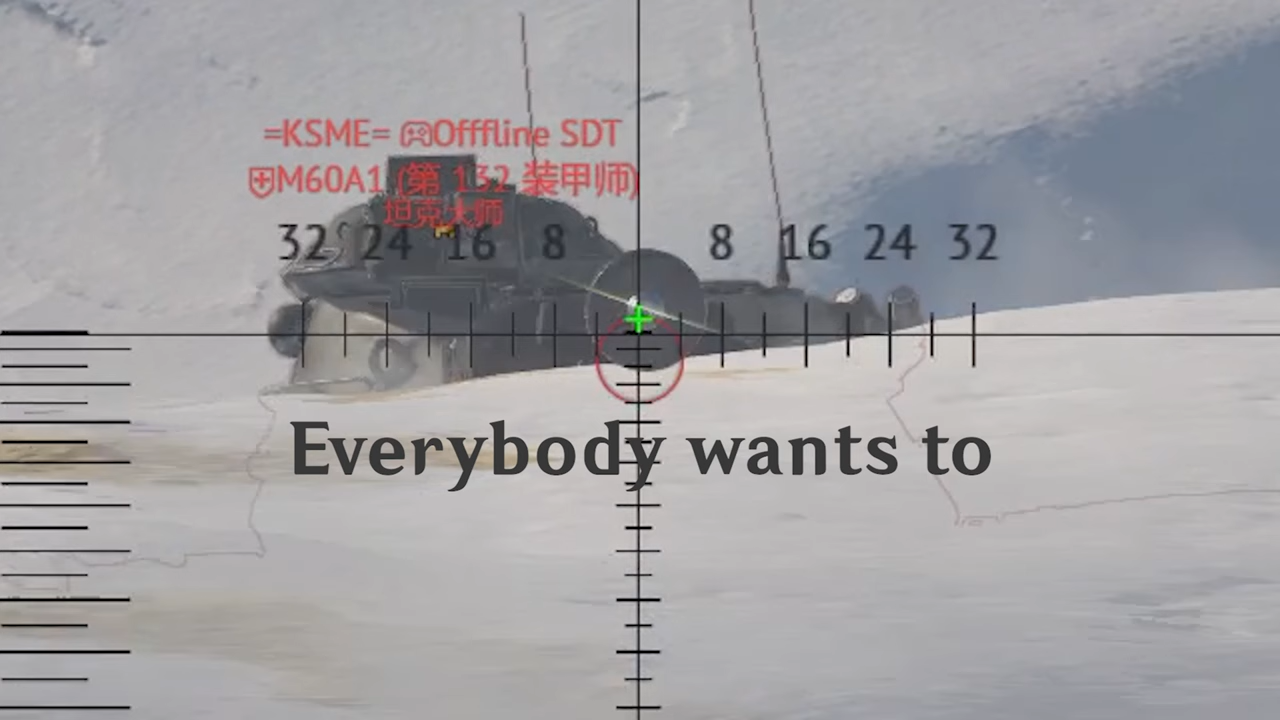 =KSME= Offfline SDT
M60A1 (第 132 装甲师)
坦克大师
32 24 16 8 8 16 24 32
Everybody wants to